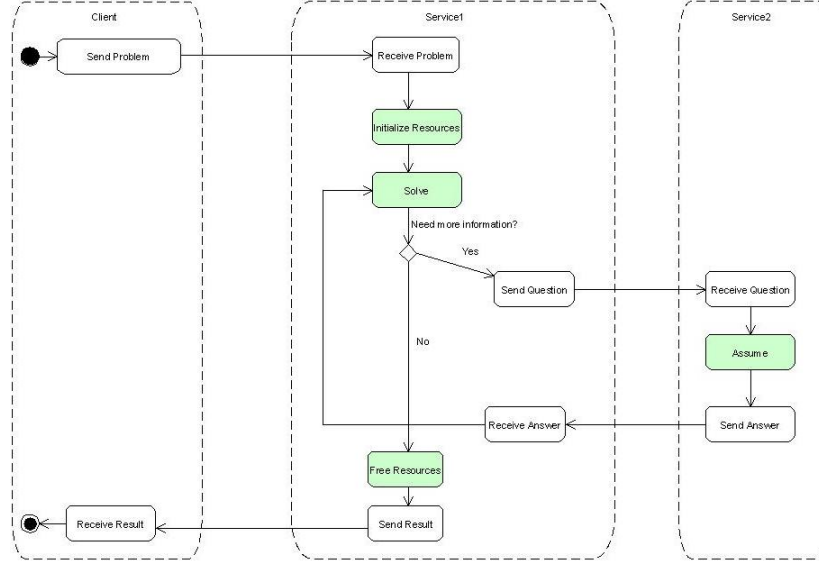 Client
Service1
Service2
Send Problem
Receive Problem
Initialize Resources
Solve
Need more information?
Yes
Send Question
Receive Question
No
Assume
Receive Answer
Send Answer
Free Resources
Receive Result
Send Result